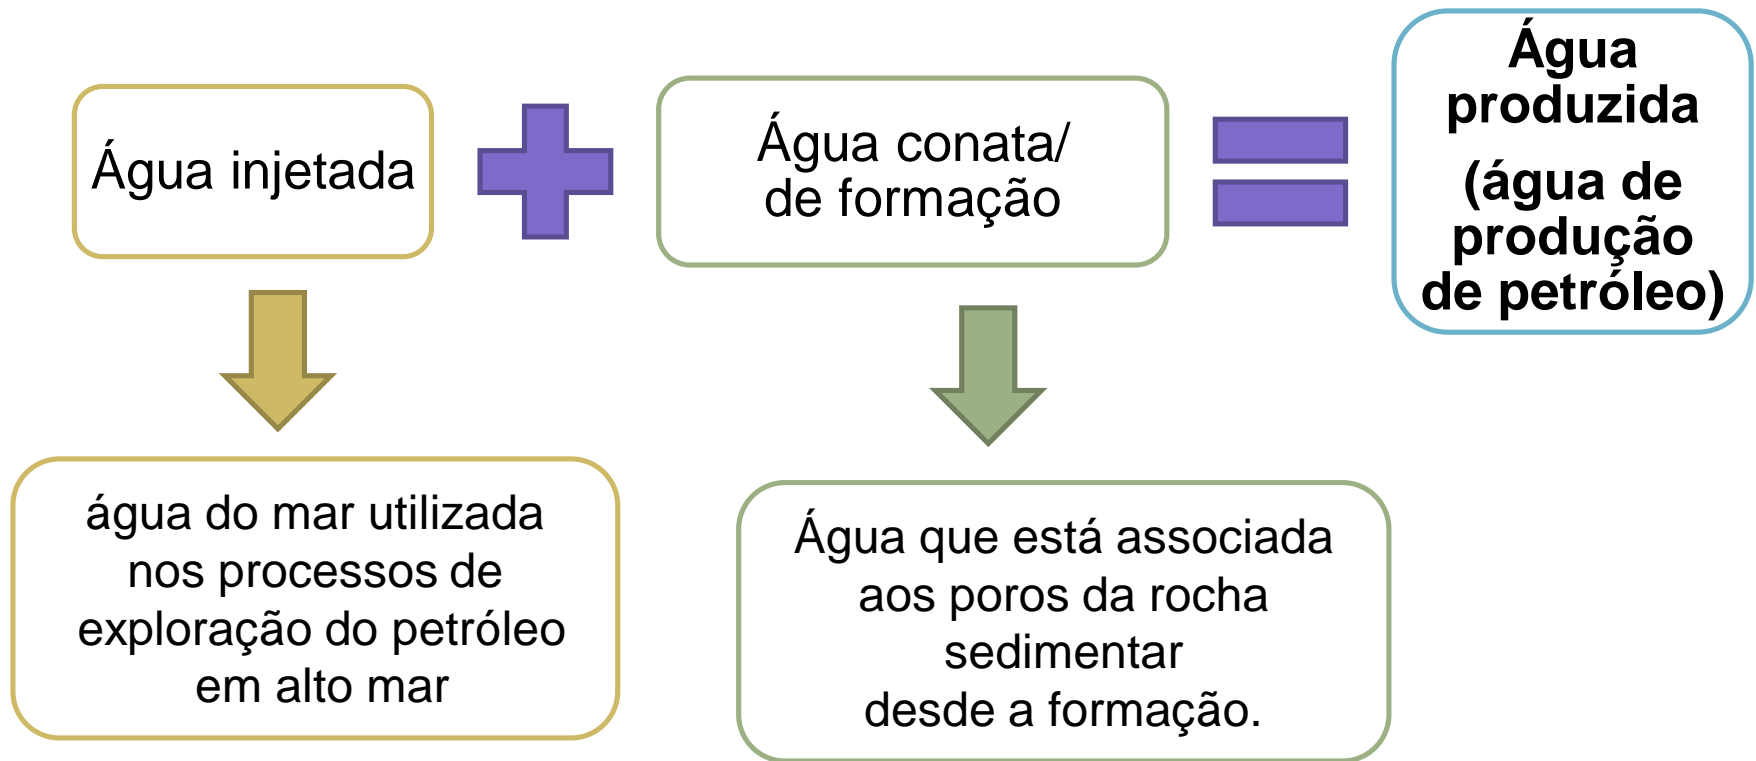 Água injetada
Água conata/
de formação
Água
produzida
(água de
produção
de petróleo)
água do mar utilizada
nos processos de
exploração do petróleo
em alto mar
Água que está associada
aos poros da rocha
sedimentar
desde a formação.